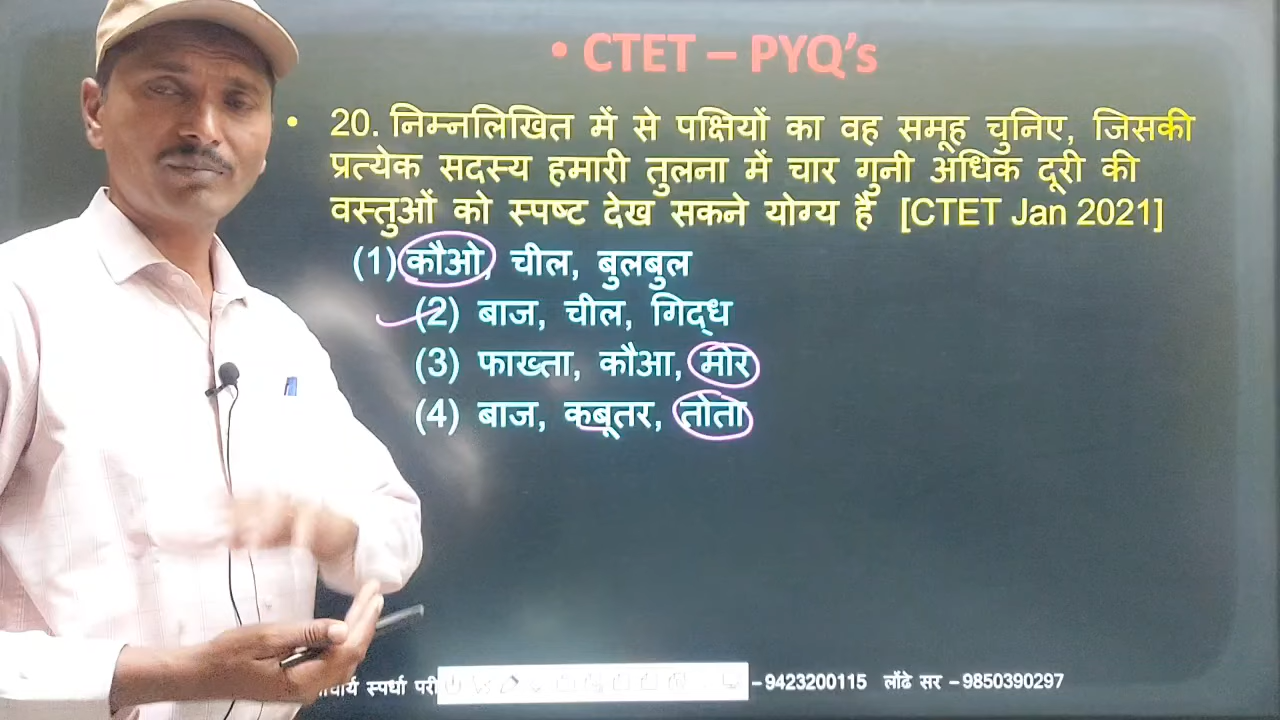 • CTET – PYQ's
• 20. निम्नलिखित में से पक्षियों का वह समूह चुनिए, जिसकी
प्रत्येक सदस्य हमारी तुलना में चार गुनी अधिक दूरी की
वस्तुओं को स्पष्ट देख सकने योग्य हैं [CTET Jan 2021]
(1) कौओ, चील, बुलबुल
(2) बाज, चील, गिद्ध
(3) फाख्ता, कौआ, मोर
(4) बाज, कबूतर, तोता
स्पर्धा – 9423200115 लोंढे सर – 9850390297